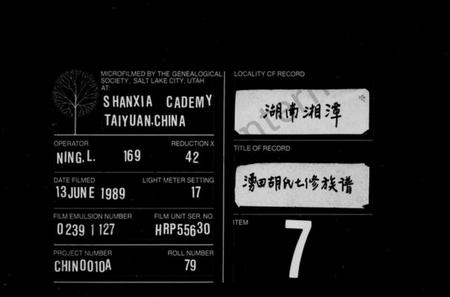 MICROFILMED BY THE GENEALOGICAL
SOCIETY, SALT LAKE CITY, UTAH
AT:
SHANXIA CADEMY
TAIYUAN.CHINA
OPERATOR
REDUCTION X
NING.L.
169
42
DATE FILMED
LIGHT METER SETTING
13JUNE 1989
17
FILM EMULSION NUMBER
FILM UNIT SER. NO.
0239 1127
HRP55630
PROJECT NUMBER
ROLL NUMBER
CHIN0010A
79
LOCALITY OF RECORD
湖南湘潭
TITLE OF RECORD
湧田胡氏七修族谱
ITEM
7